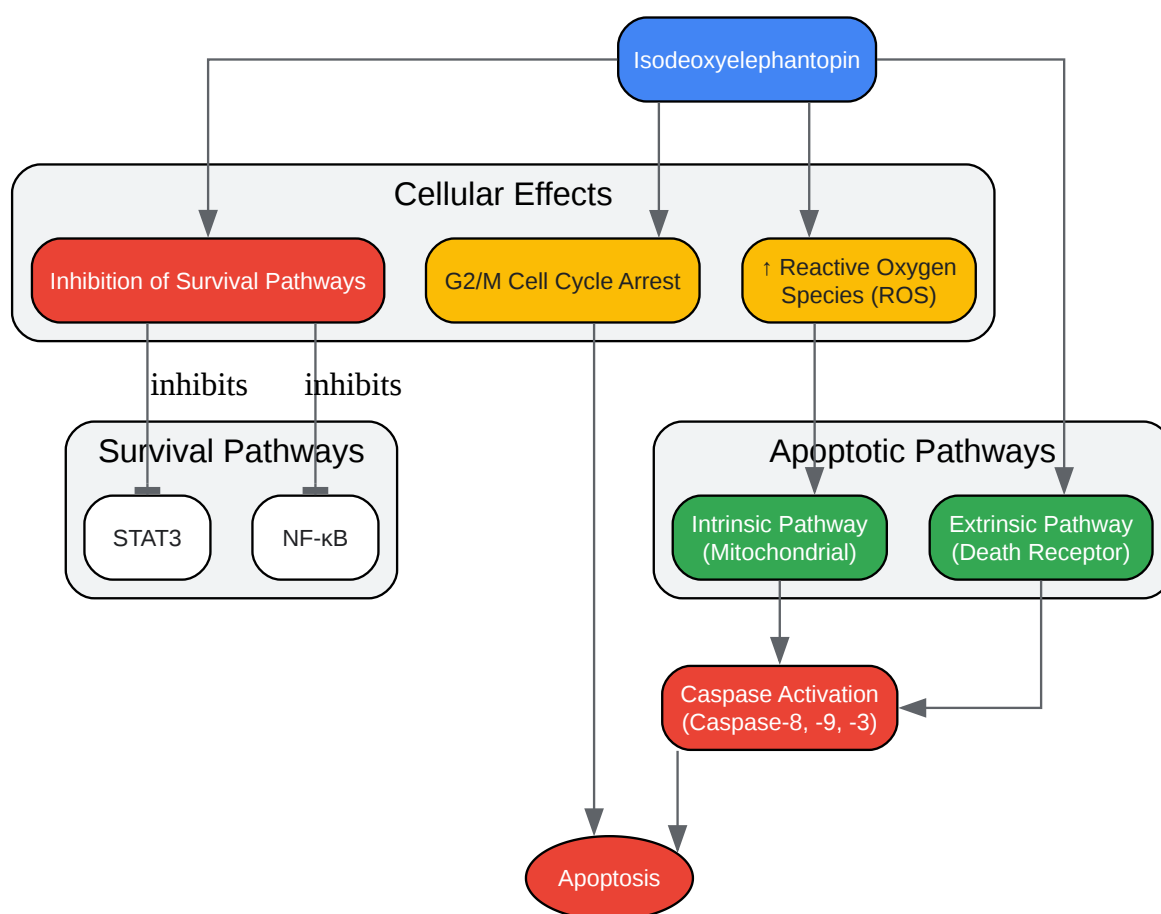 Isodeoxyelephantopin
Cellular Effects
Inhibition of Survival Pathways
G2/M Cell Cycle Arrest
↑ Reactive Oxygen
Species (ROS)
inhibits
inhibits
Survival Pathways
STAT3
NF-κB
Apoptotic Pathways
Intrinsic Pathway
(Mitochondrial)
Extrinsic Pathway
(Death Receptor)
Caspase Activation
(Caspase-8, -9, -3)
Apoptosis